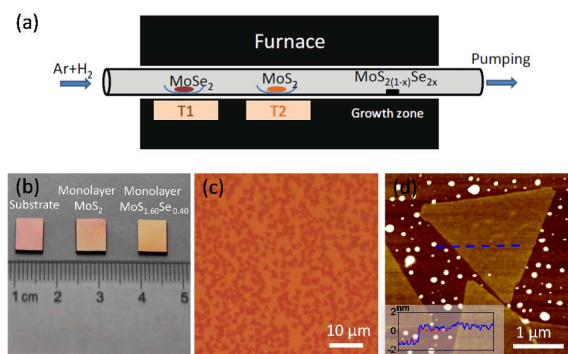 (a)
Furnace
Ar+H2
MoSe2
MoS2
MoS2(1-x)Se2x
Pumping
T1
T2
Growth zone
(b)
Substrate
Monolayer
MoS2
Monolayer
MoS1.60Se0.40
1 cm 2 3 4 5
(c)
10 μm
(d)
2 nm
0
-2
1 μm